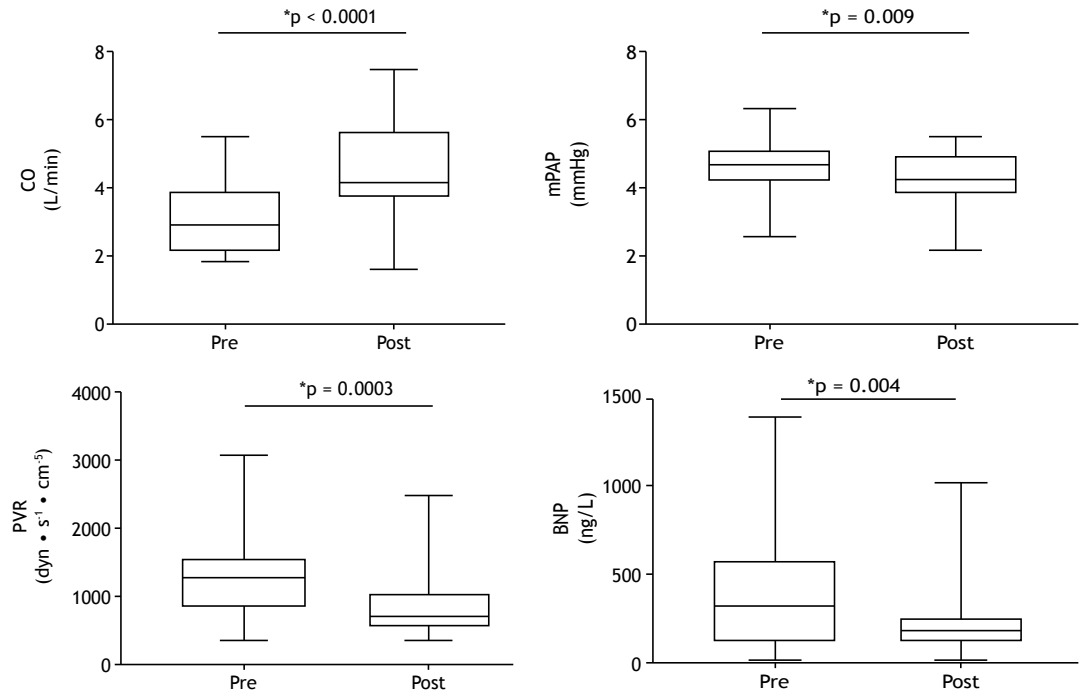 *p < 0.0001
8
6
4
2
0
CO
(L/min)
Pre
Post
*p = 0.009
8
6
4
2
0
mPAP
(mmHg)
Pre
Post
*p = 0.0003
4000
3000
2000
1000
0
PVR
(dyn • s⁻¹ • cm⁻⁵)
Pre
Post
*p = 0.004
1500
1000
500
0
BNP
(ng/L)
Pre
Post